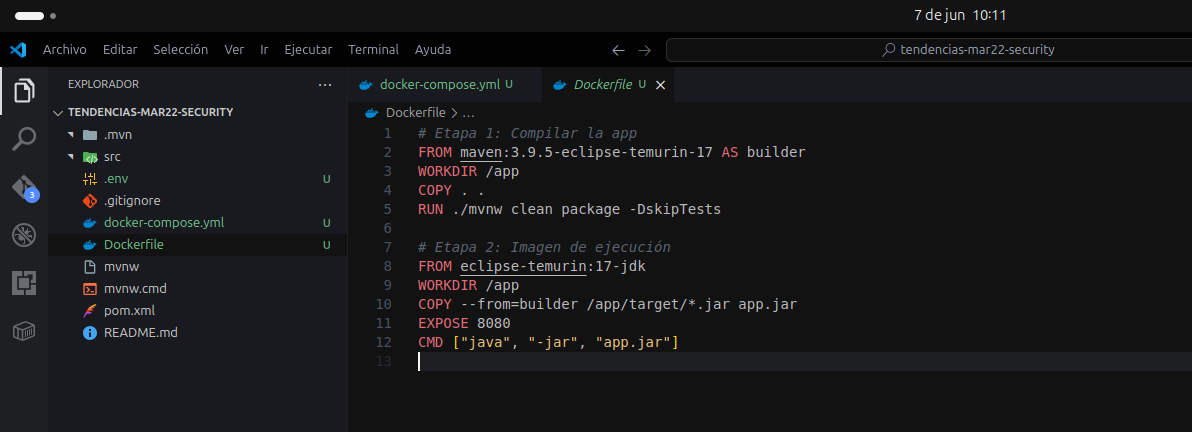 7 de jun 10:11
Archivo Editar Selección Ver Ir Ejecutar Terminal Ayuda
tendencias-mar22-security
EXPLORADOR
TENDENCIAS-MAR22-SECURITY
.mvn
src
.env U
.gitignore
docker-compose.yml U
Dockerfile U
mvnw
mvnw.cmd
pom.xml
README.md
3
docker-compose.yml U
Dockerfile U
Dockerfile > ...
1 # Etapa 1: Compilar la app
2 FROM maven:3.9.5-eclipse-temurin-17 AS builder
3 WORKDIR /app
4 COPY . .
5 RUN ./mvnw clean package -DskipTests
6
7 # Etapa 2: Imagen de ejecución
8 FROM eclipse-temurin:17-jdk
9 WORKDIR /app
10 COPY --from=builder /app/target/*.jar app.jar
11 EXPOSE 8080
12 CMD ["java", "-jar", "app.jar"]
13